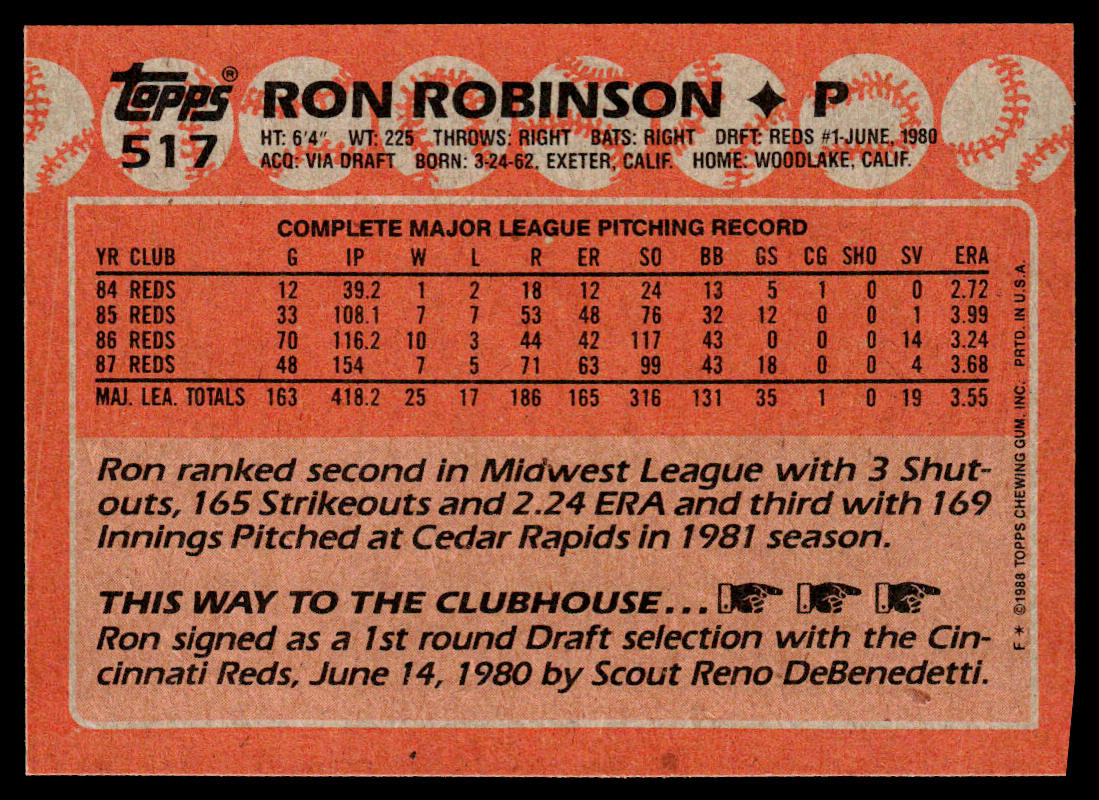 topps® RON ROBINSON ✦ P
517 HT: 6'4" WT: 225 THROWS: RIGHT BATS: RIGHT DRFT: REDS #1-JUNE, 1980
ACQ: VIA DRAFT BORN: 3-24-62, EXETER, CALIF. HOME: WOODLAKE, CALIF.
COMPLETE MAJOR LEAGUE PITCHING RECORD
YR CLUB G IP W L R ER SO BB GS CG SHO SV ERA
84 REDS 12 39.2 1 2 18 12 24 13 5 1 0 0 2.72
85 REDS 33 108.1 7 7 53 48 76 32 12 0 0 1 3.99
86 REDS 70 116.2 10 3 44 42 117 43 0 0 0 14 3.24
87 REDS 48 154 7 5 71 63 99 43 18 0 0 4 3.68
MAJ. LEA. TOTALS 163 418.2 25 17 186 165 316 131 35 1 0 19 3.55
Ron ranked second in Midwest League with 3 Shut-
outs, 165 Strikeouts and 2.24 ERA and third with 169
Innings Pitched at Cedar Rapids in 1981 season.
THIS WAY TO THE CLUBHOUSE...
Ron signed as a 1st round Draft selection with the Cin-
cinnati Reds, June 14, 1980 by Scout Reno DeBenedetti.
F * ©1988 TOPPS CHEWING GUM, INC. PRTD. IN U.S.A.